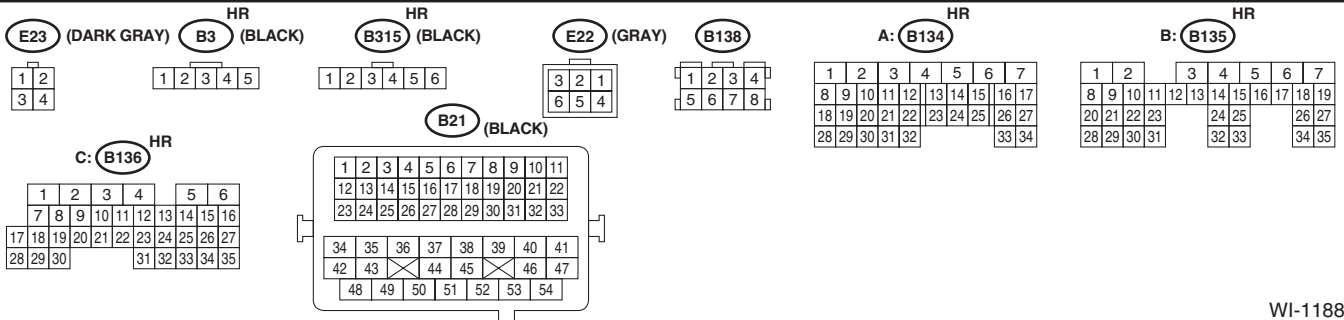 HR HR HR HR
E23 (DARK GRAY) B3 (BLACK) B315 (BLACK) E22 (GRAY) B138 A: B134 B: B135
1 2
3 4
1 2 3 4 5
1 2 3 4 5 6
3 2 1
6 5 4
1 2 3 4
5 6 7 8
1 2 3 4 5 6 7
8 9 10 11 12 13 14 15 16 17
18 19 20 21 22 23 24 25 26 27
28 29 30 31 32 33 34
1 2 3 4 5 6 7
8 9 10 11 12 13 14 15 16 17 18 19
20 21 22 23 24 25 26 27
28 29 30 31 32 33 34 35
HR
C: B136
1 2 3 4 5 6
7 8 9 10 11 12 13 14 15 16
17 18 19 20 21 22 23 24 25 26 27
28 29 30 31 32 33 34 35
B21 (BLACK)
1 2 3 4 5 6 7 8 9 10 11
12 13 14 15 16 17 18 19 20 21 22
23 24 25 26 27 28 29 30 31 32 33
34 35 36 37 38 39 40 41
42 43 44 45 46 47
48 49 50 51 52 53 54
WI-1188